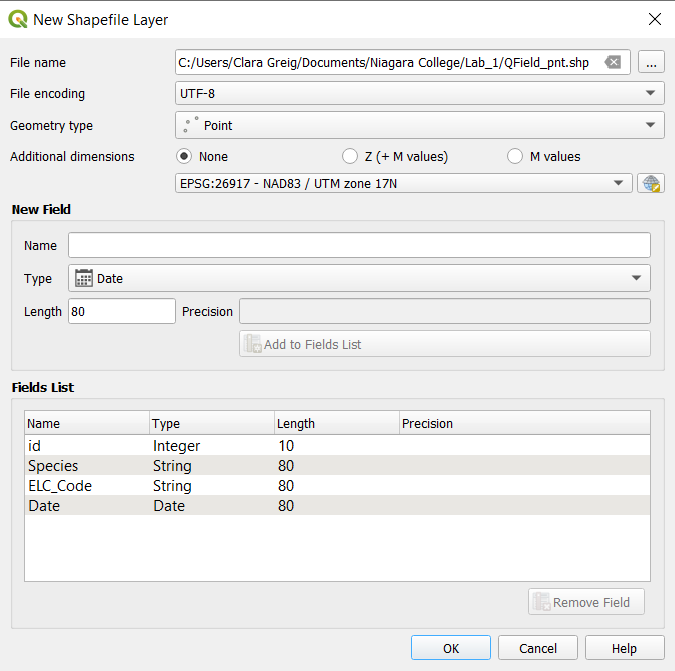 New Shapefile Layer
File name C:/Users/Clara Greig/Documents/Niagara College/Lab_1/QField_pnt.shp ...
File encoding UTF-8
Geometry type Point
Additional dimensions None Z (+ M values) M values
EPSG:26917 - NAD83 / UTM zone 17N
New Field
Name
Type Date
Length 80 Precision
Add to Fields List
Fields List
Name Type Length Precision
id Integer 10
Species String 80
ELC_Code String 80
Date Date 80
Remove Field
OK Cancel Help